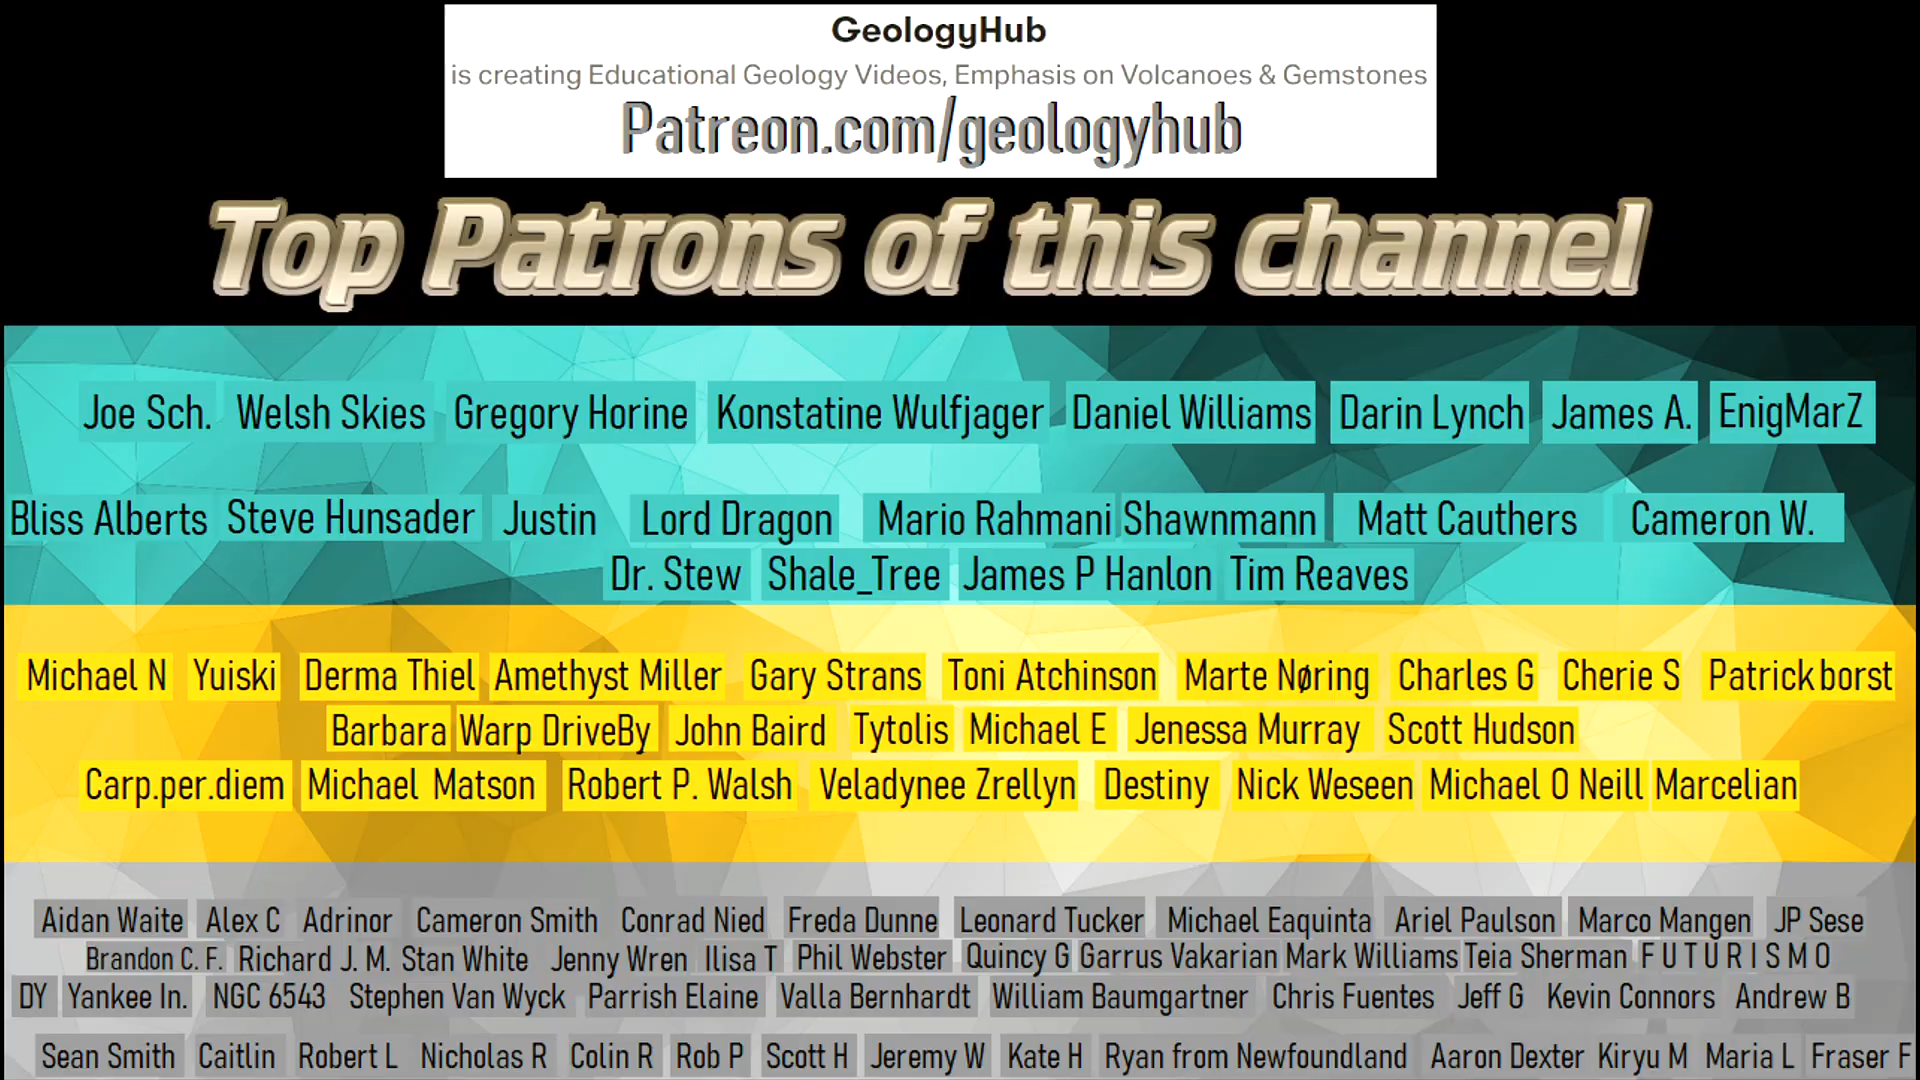 GeologyHub
is creating Educational Geology Videos, Emphasis on Volcanoes & Gemstones
Patreon.com/geologyhub
Top Patrons of this channel
Joe Sch. Welsh Skies Gregory Horine Konstatine Wulfjager Daniel Williams Darin Lynch James A. EnigMarZ
Bliss Alberts Steve Hunsader Justin Lord Dragon Mario Rahmani Shawnmann Matt Cauthers Cameron W.
Dr. Stew Shale_Tree James P Hanlon Tim Reaves
Michael N Yuiski Derma Thiel Amethyst Miller Gary Strans Toni Atchinson Marte Nøring Charles G Cherie S Patrick borst
Barbara Warp DriveBy John Baird Tytolis Michael E Jenessa Murray Scott Hudson
Carp.per.diem Michael Matson Robert P. Walsh Veladynee Zrellyn Destiny Nick Weseen Michael O Neill Marcelian
Aidan Waite Alex C Adrinor Cameron Smith Conrad Nied Freda Dunne Leonard Tucker Michael Eaquinta Ariel Paulson Marco Mangen JP Sese
Brandon C. F. Richard J. M. Stan White Jenny Wren Ilisa T Phil Webster Quincy G Garrus Vakarian Mark Williams Teia Sherman F U T U R I S M O
DY Yankee In. NGC 6543 Stephen Van Wyck Parrish Elaine Valla Bernhardt William Baumgartner Chris Fuentes Jeff G Kevin Connors Andrew B
Sean Smith Caitlin Robert L Nicholas R Colin R Rob P Scott H Jeremy W Kate H Ryan from Newfoundland Aaron Dexter Kiryu M Maria L Fraser F